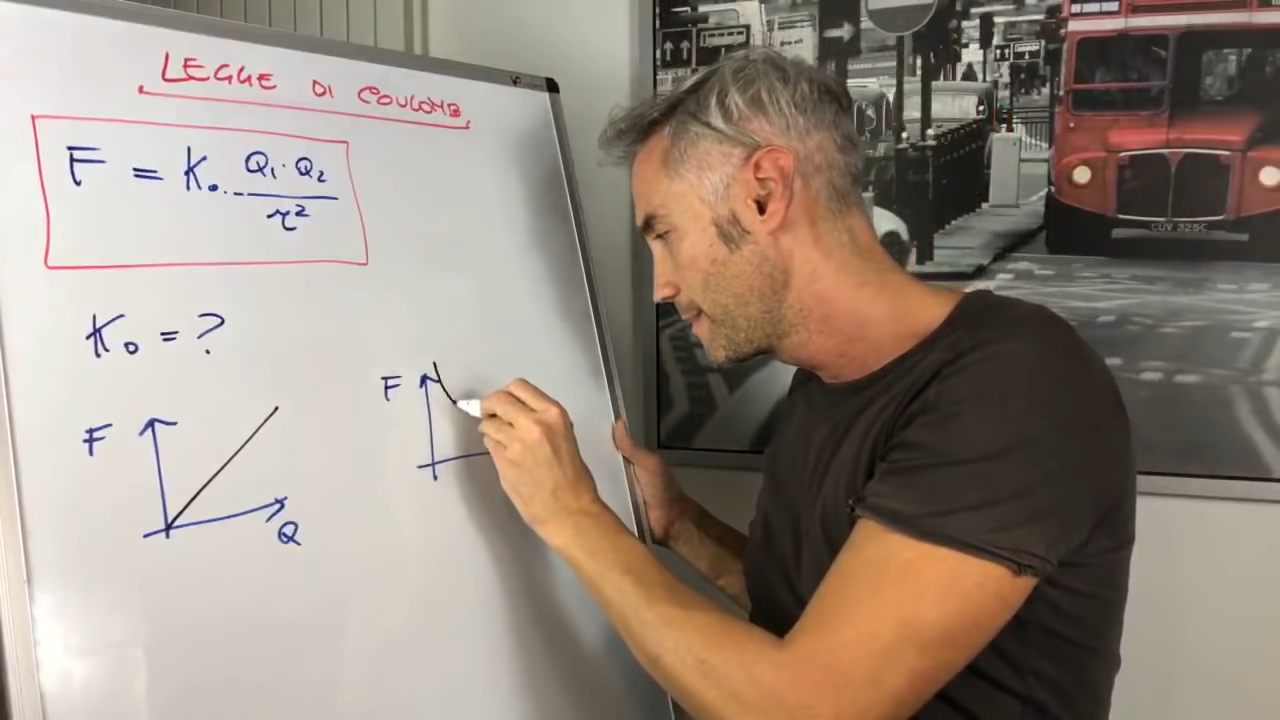 LEGGE DI COULOMB
F = K₀ · Q₁ · Q₂
r²
K₀ = ?
F
F
Q
CUV 325C